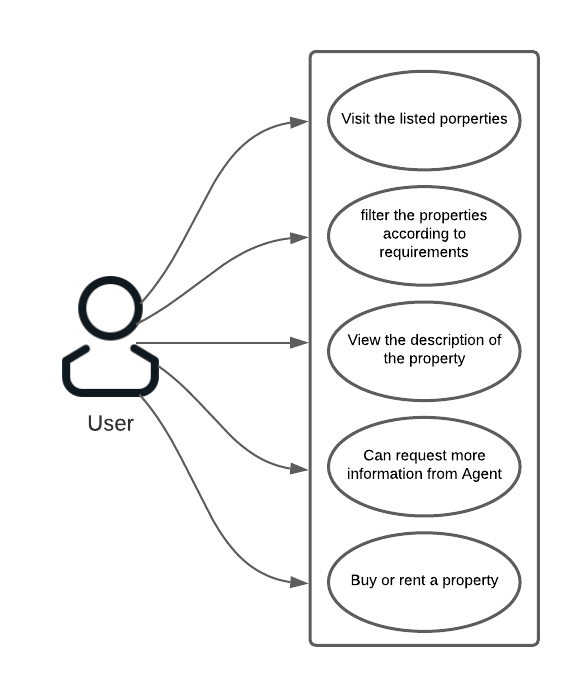 Visit the listed porperties
filter the properties
according to
requirements
View the description of
the property
User
Can request more
information from Agent
Buy or rent a property